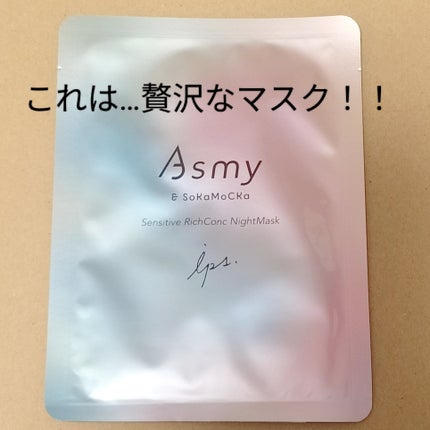 これは…贅沢なマスク！！
Asmy
& SoKaMoCKa
Sensitive RichConc NightMask
ips.